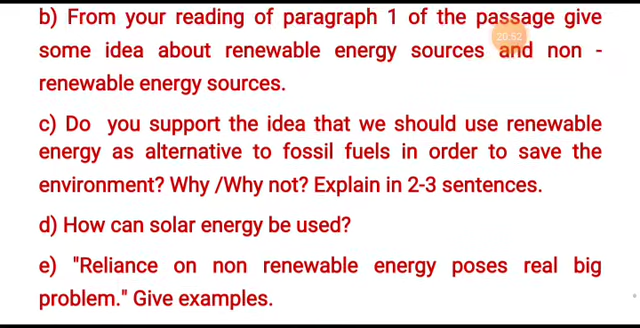 b) From your reading of paragraph 1 of the passage give
some idea about renewable energy sources and non -
renewable energy sources.
c) Do you support the idea that we should use renewable
energy as alternative to fossil fuels in order to save the
environment? Why /Why not? Explain in 2-3 sentences.
d) How can solar energy be used?
e) "Reliance on non renewable energy poses real big
problem." Give examples.
20:52